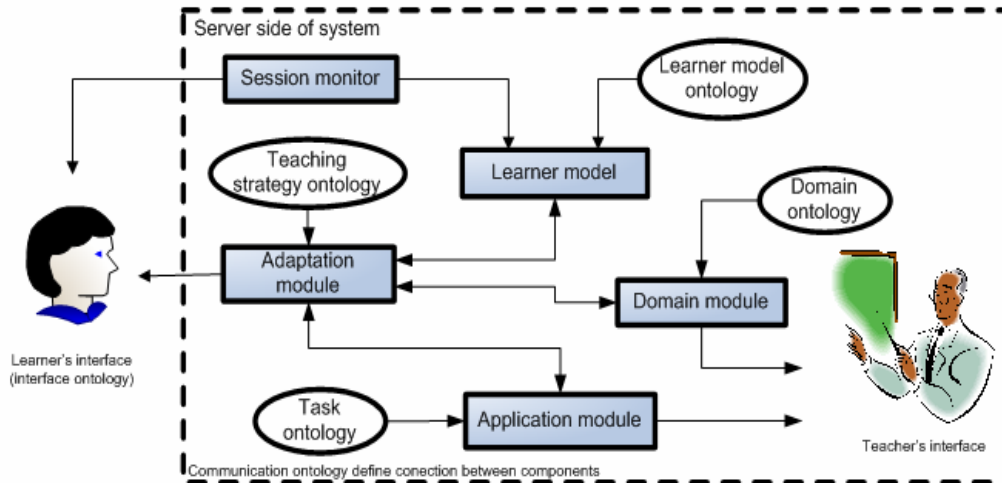 Server side of system
Session monitor
Learner model
ontology
Teaching
strategy ontology
Learner model
Domain
ontology
Adaptation
module
Domain module
Learner's interface
(interface ontology)
Task
ontology
Application module
Teacher's interface
Communication ontology define conection between components